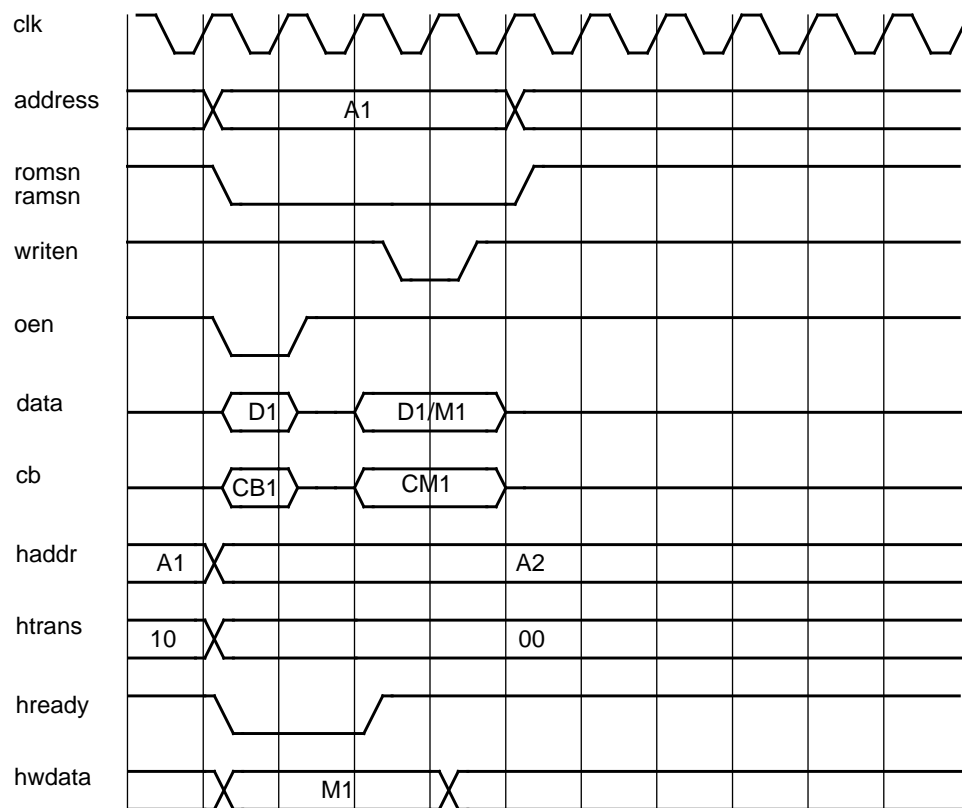 clk
address
A1
romsn
ramsn
writen
oen
data
D1
D1/M1
cb
CB1
CM1
haddr
A1
A2
htrans
10
00
hready
hwdata
M1